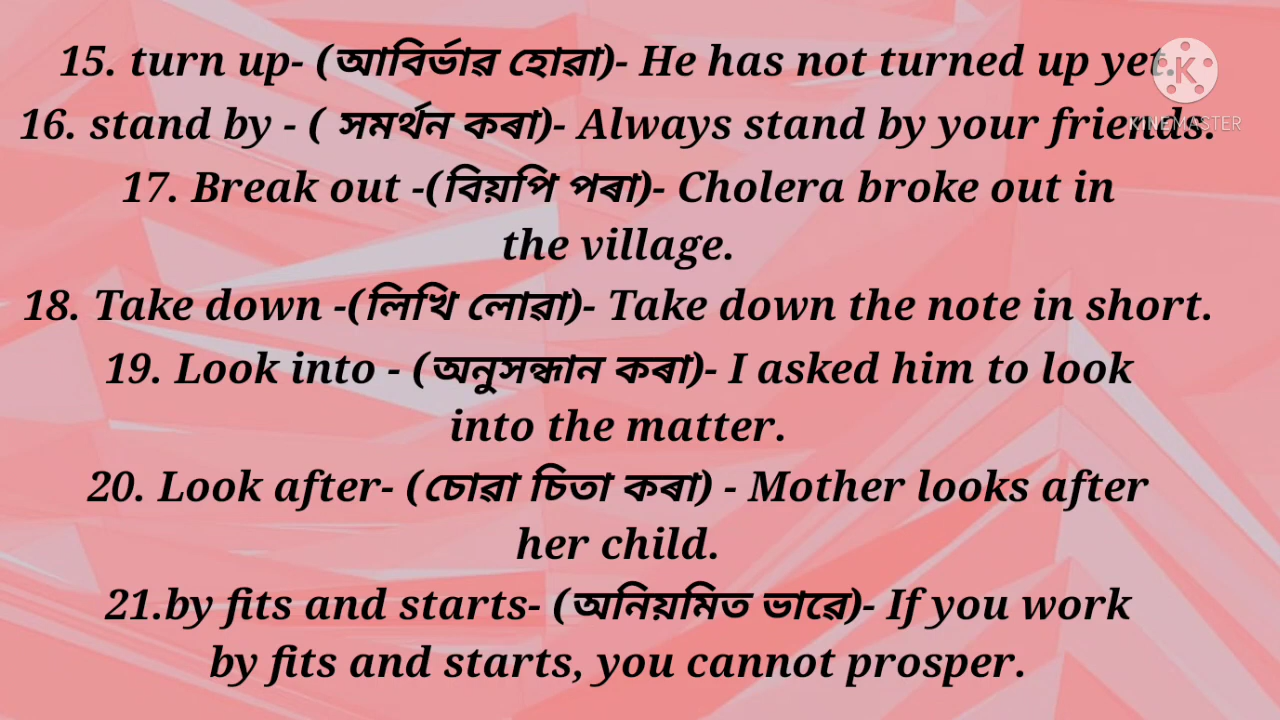 15. turn up- (আবিৰ্ভাৱ হোৱা)- He has not turned up yet.
16. stand by - ( সমৰ্থন কৰা)- Always stand by your friends.
KINEMASTER
17. Break out -(বিয়পি পৰা)- Cholera broke out in
the village.
18. Take down -(লিখি লোৱা)- Take down the note in short.
19. Look into - (অনুসন্ধান কৰা)- I asked him to look
into the matter.
20. Look after- (চোৱা চিতা কৰা) - Mother looks after
her child.
21.by fits and starts- (অনিয়মিত ভাৱে)- If you work
by fits and starts, you cannot prosper.